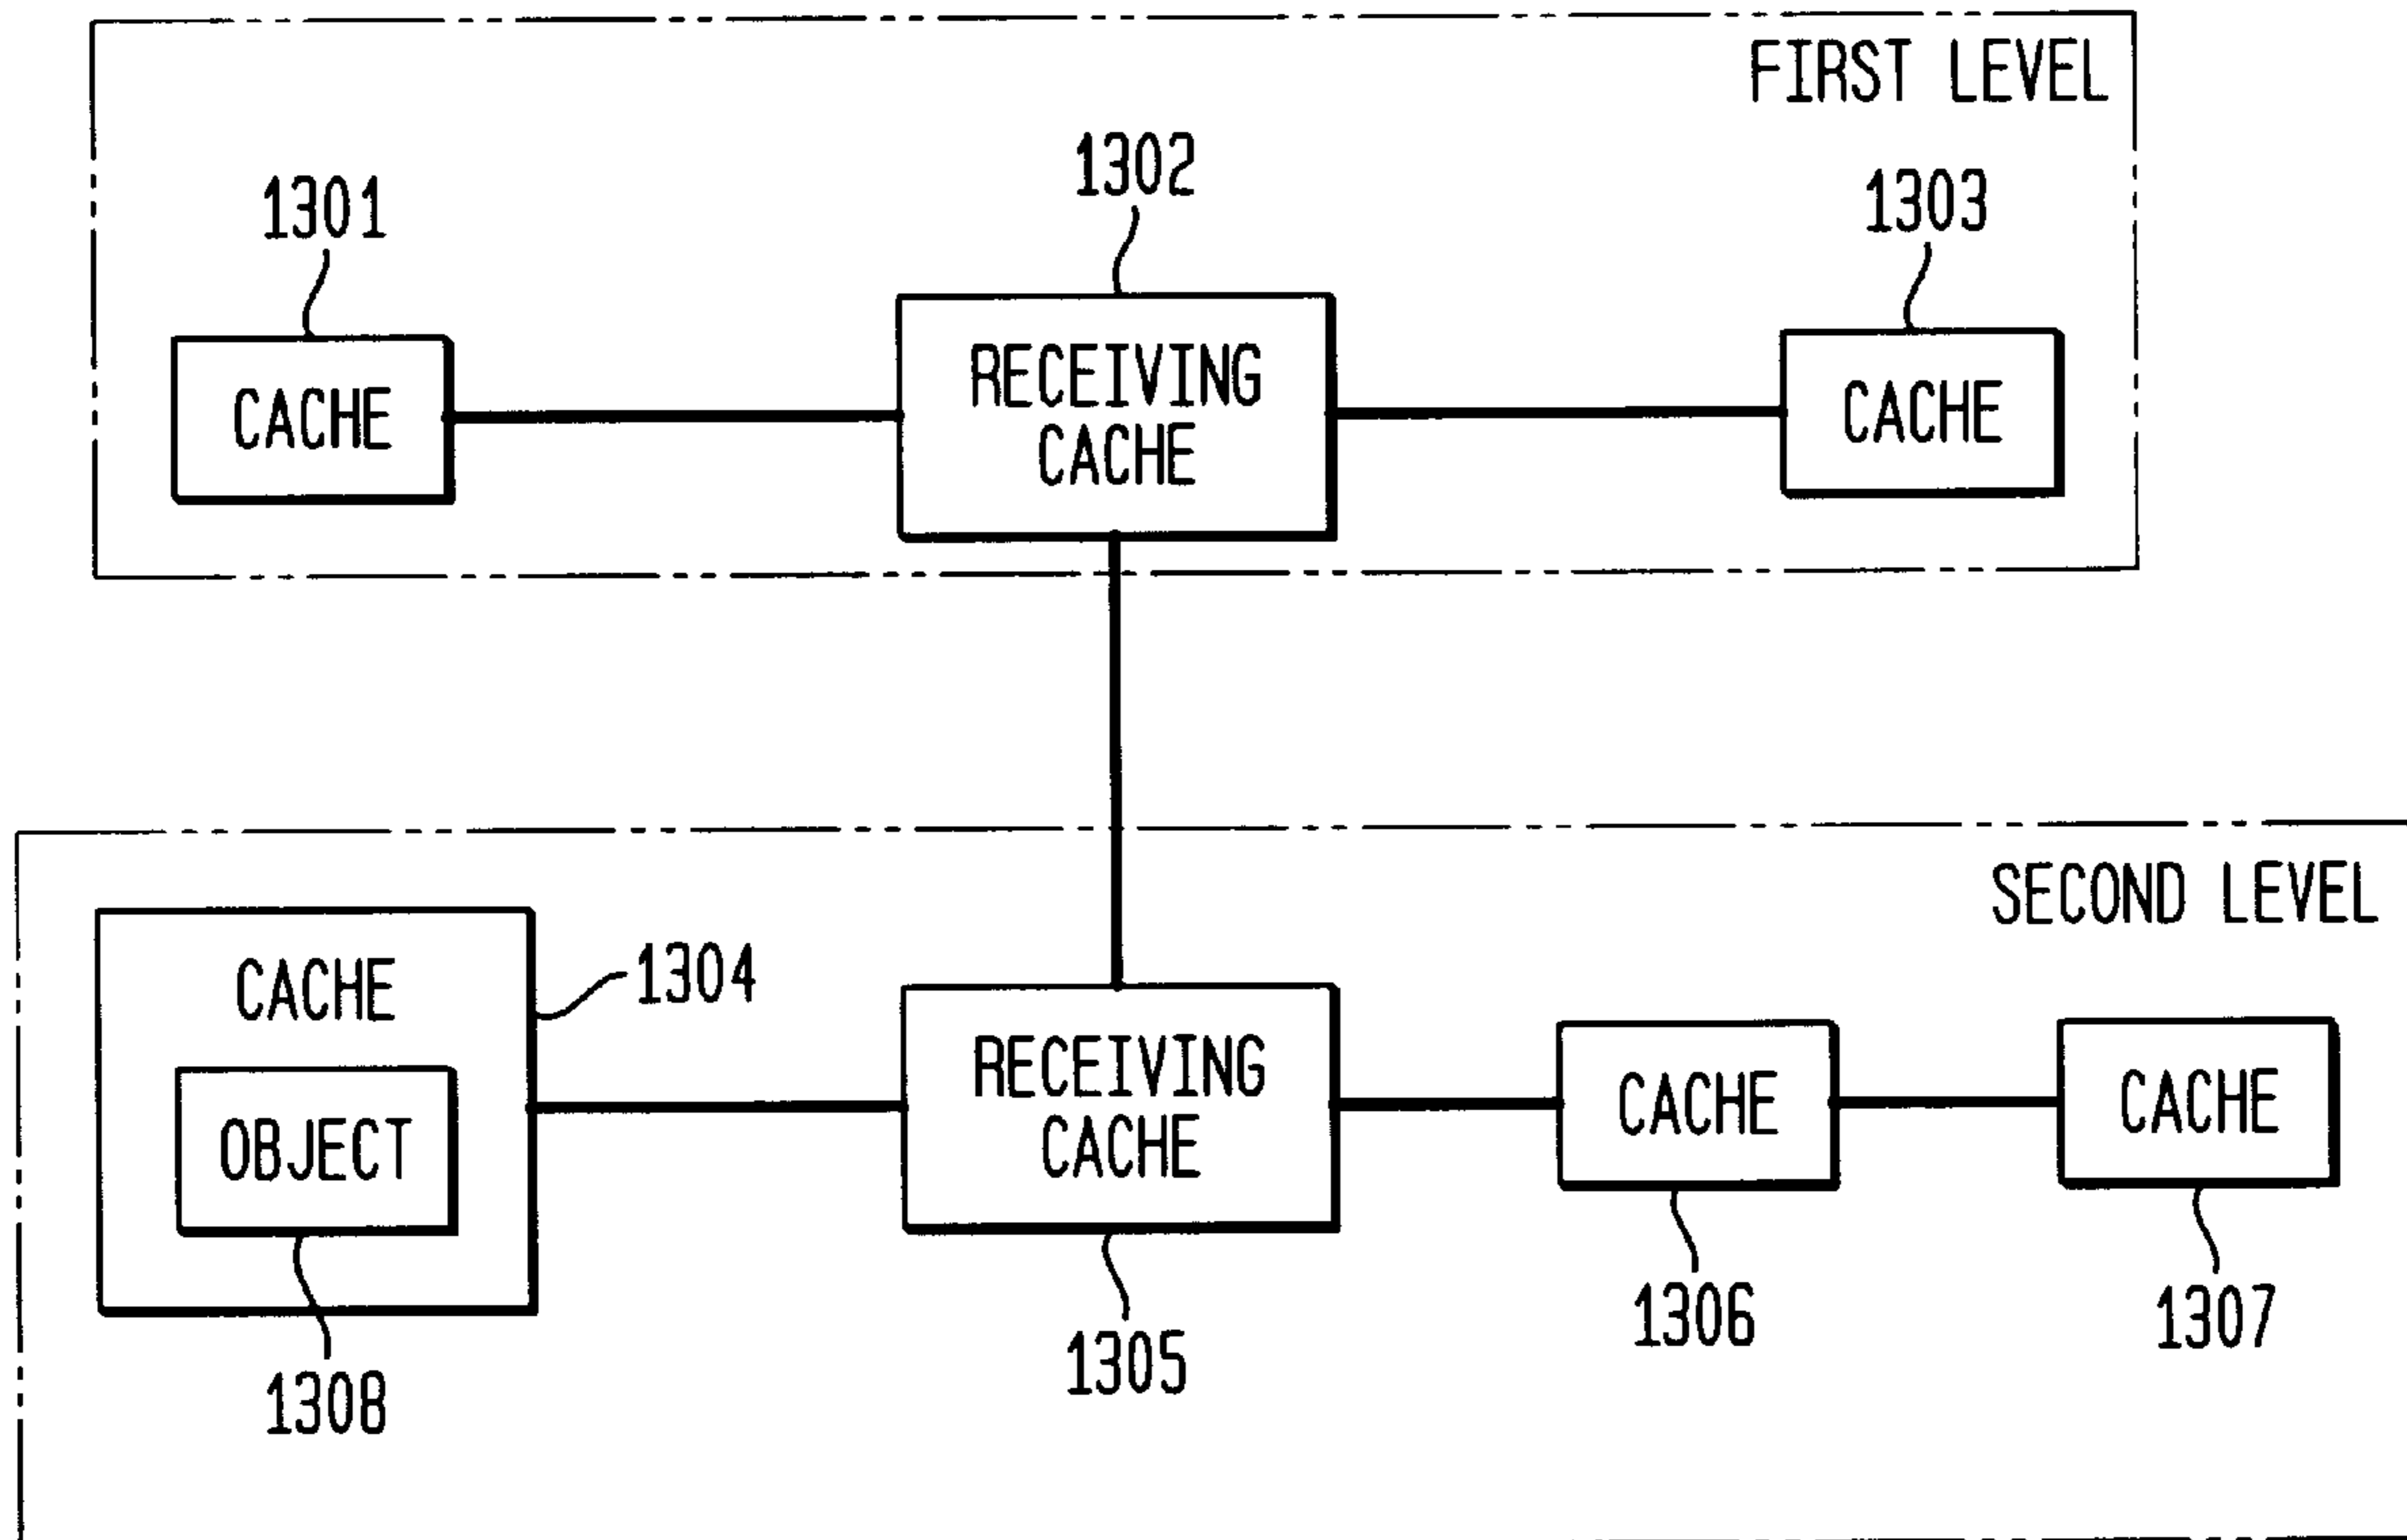 FIRST LEVEL
1301
1302
1303
CACHE
RECEIVING
CACHE
CACHE
SECOND LEVEL
CACHE
1304
OBJECT
RECEIVING
CACHE
CACHE
CACHE
1308
1305
1306
1307